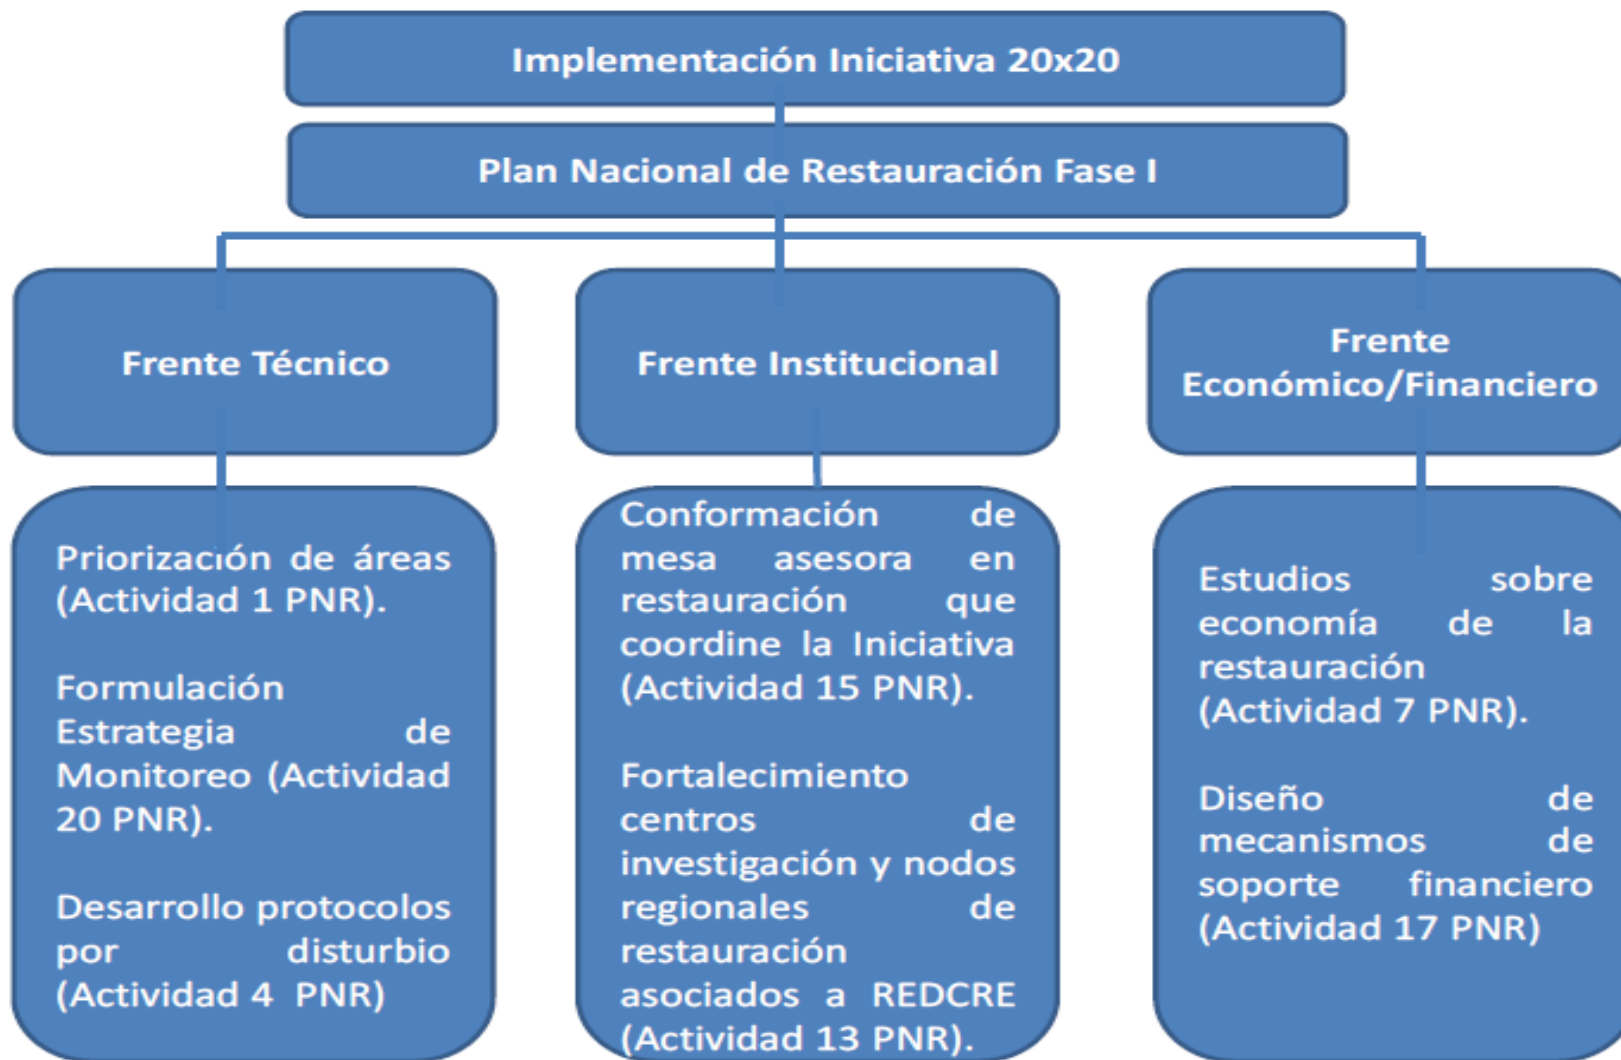 Implementación Iniciativa 20x20
Plan Nacional de Restauración Fase I
Frente Técnico
Frente Institucional
Frente
Económico/Financiero
Priorización de áreas
(Actividad 1 PNR).
Formulación
Estrategia de
Monitoreo (Actividad
20 PNR).
Desarrollo protocolos
por disturbio
(Actividad 4 PNR)
Conformación de
mesa asesora en
restauración que
coordine la Iniciativa
(Actividad 15 PNR).
Fortalecimiento
centros de
investigación y nodos
regionales de
restauración
asociados a REDCRE
(Actividad 13 PNR).
Estudios sobre
economía de la
restauración
(Actividad 7 PNR).
Diseño de
mecanismos de
soporte financiero
(Actividad 17 PNR)